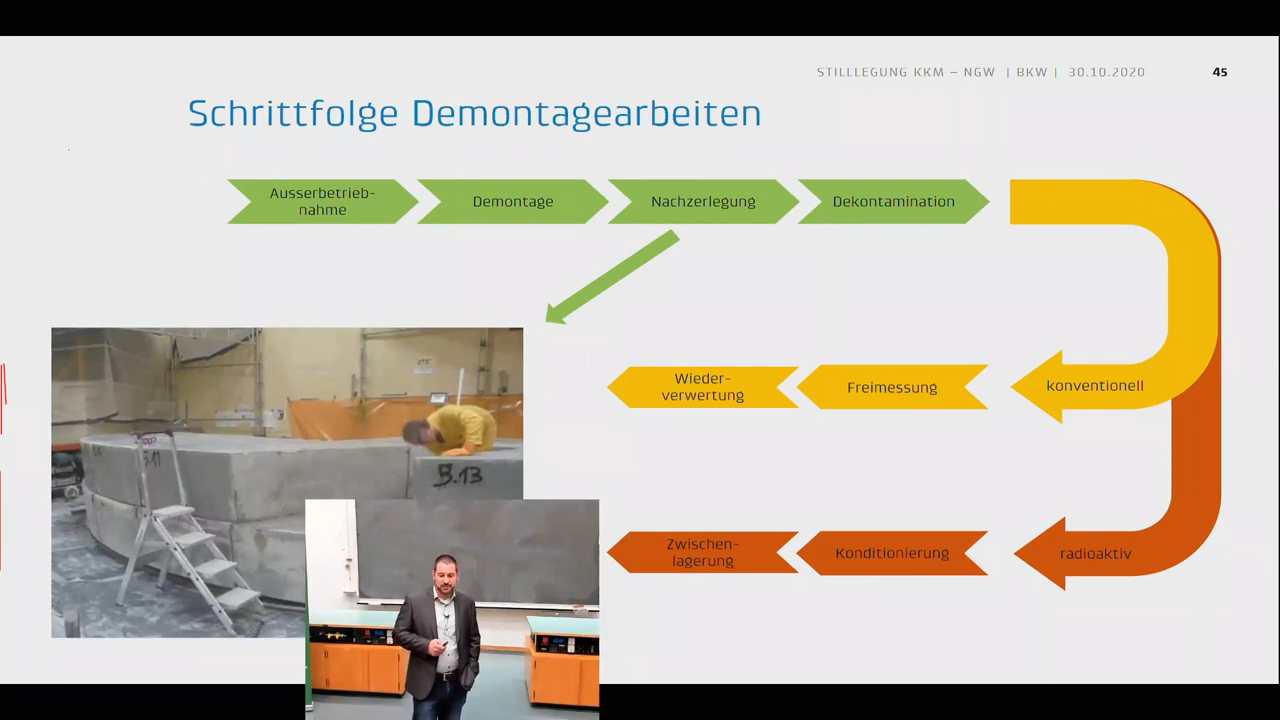 STILLLEGUNG KKM – NGW | BKW | 30.10.2020 45
Schrittfolge Demontagearbeiten
Ausserbetrieb-
nahme
Demontage
Nachzerlegung
Dekontamination
Wieder-
verwertung
Freimessung
konventionell
Zwischen-
lagerung
Konditionierung
radioaktiv
B.13